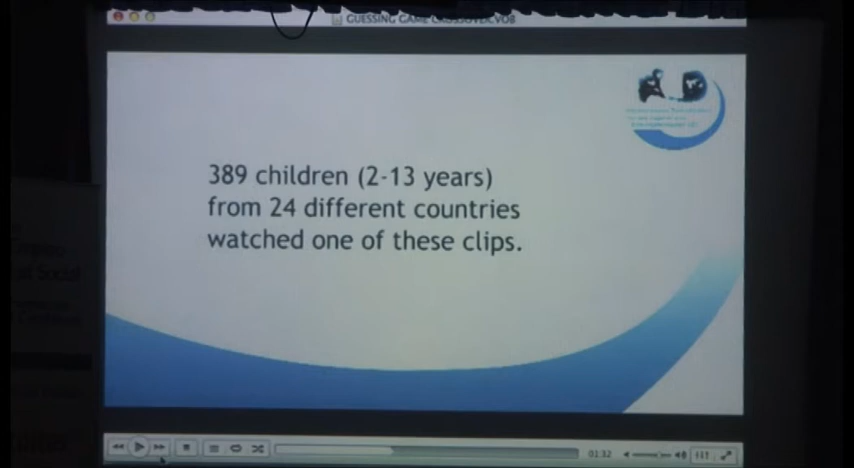 GUESSING GAME CROSSOVER.VOB
389 children (2-13 years)
from 24 different countries
watched one of these clips.
01:32